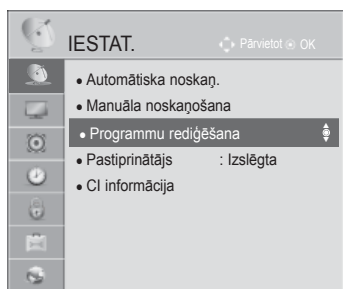 IESTAT.
Pārvietot OK
• Automātiska noskaņ.
• Manuāla noskaņošana
• Programmu rediģēšana
• Pastiprinātājs : Izslēgta
• CI informācija